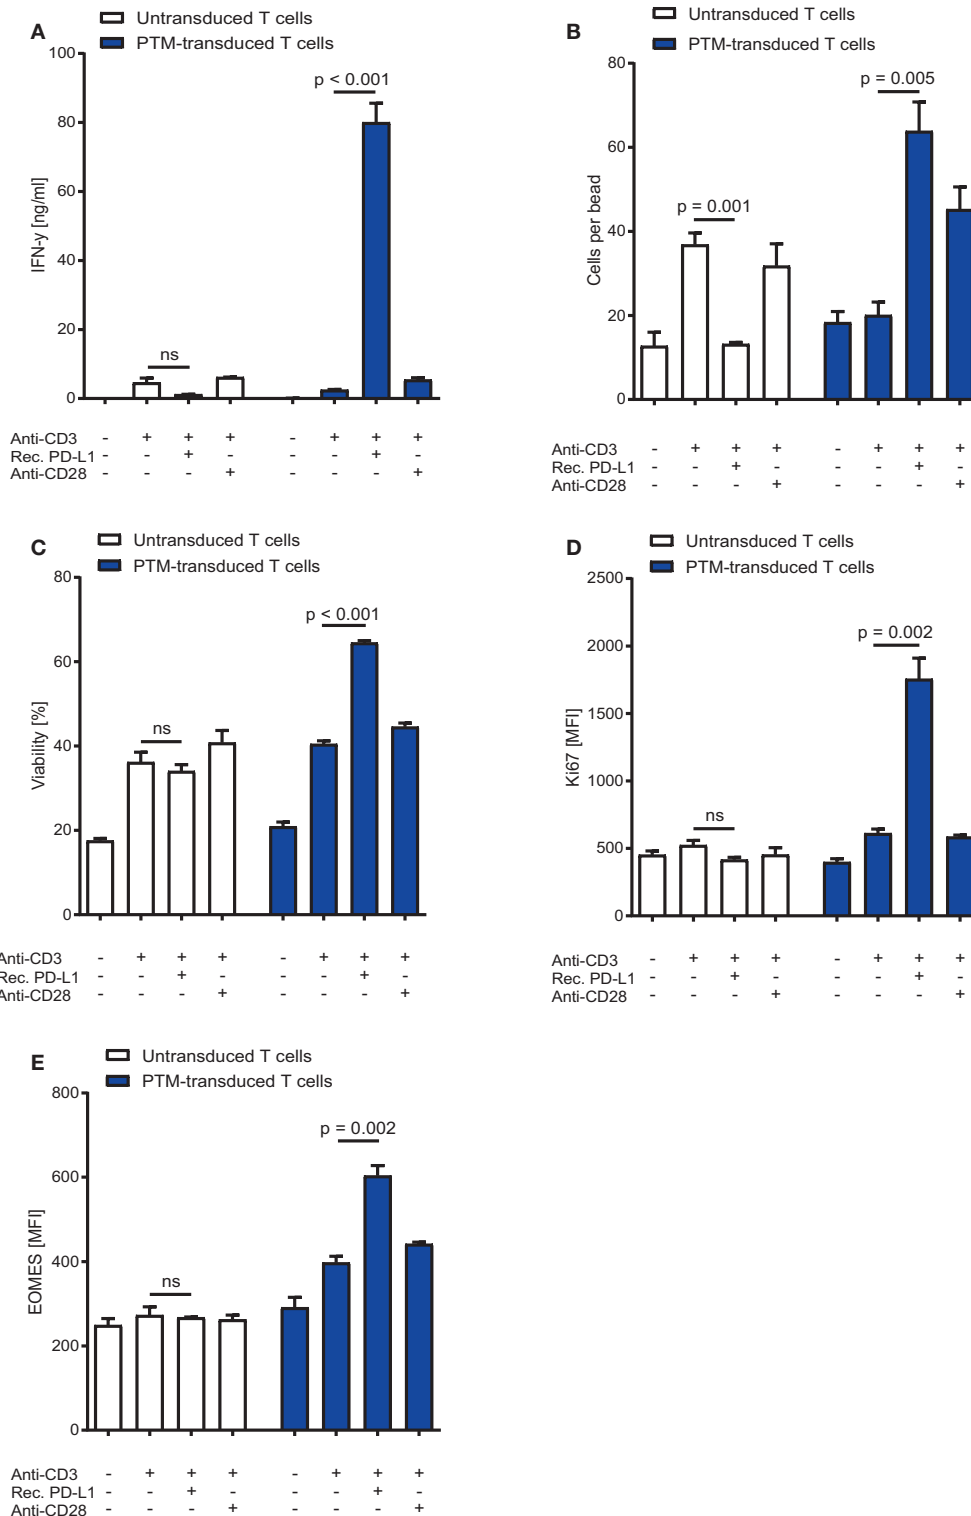 A
Untransduced T cells
PTM-transduced T cells
100
80
60
40
20
0
IFN-y [ng/ml]
ns
p < 0.001
Anti-CD3 - + + + - + + +
Rec. PD-L1 - - + - - - + -
Anti-CD28 - - - + - - - +
B
Untransduced T cells
PTM-transduced T cells
80
60
40
20
0
Cells per bead
p = 0.001
p = 0.005
Anti-CD3 - + + + - + + +
Rec. PD-L1 - - + - - - + -
Anti-CD28 - - - + - - - +
C
Untransduced T cells
PTM-transduced T cells
80
60
40
20
0
Viability [%]
ns
p < 0.001
Anti-CD3 - + + + - + + +
Rec. PD-L1 - - + - - - + -
Anti-CD28 - - - + - - - +
D
Untransduced T cells
PTM-transduced T cells
2500
2000
1500
1000
500
0
Ki67 [MFI]
ns
p = 0.002
Anti-CD3 - + + + - + + +
Rec. PD-L1 - - + - - - + -
Anti-CD28 - - - + - - - +
E
Untransduced T cells
PTM-transduced T cells
800
600
400
200
0
EOMES [MFI]
ns
p = 0.002
Anti-CD3 - + + + - + + +
Rec. PD-L1 - - + - - - + -
Anti-CD28 - - - + - - - +